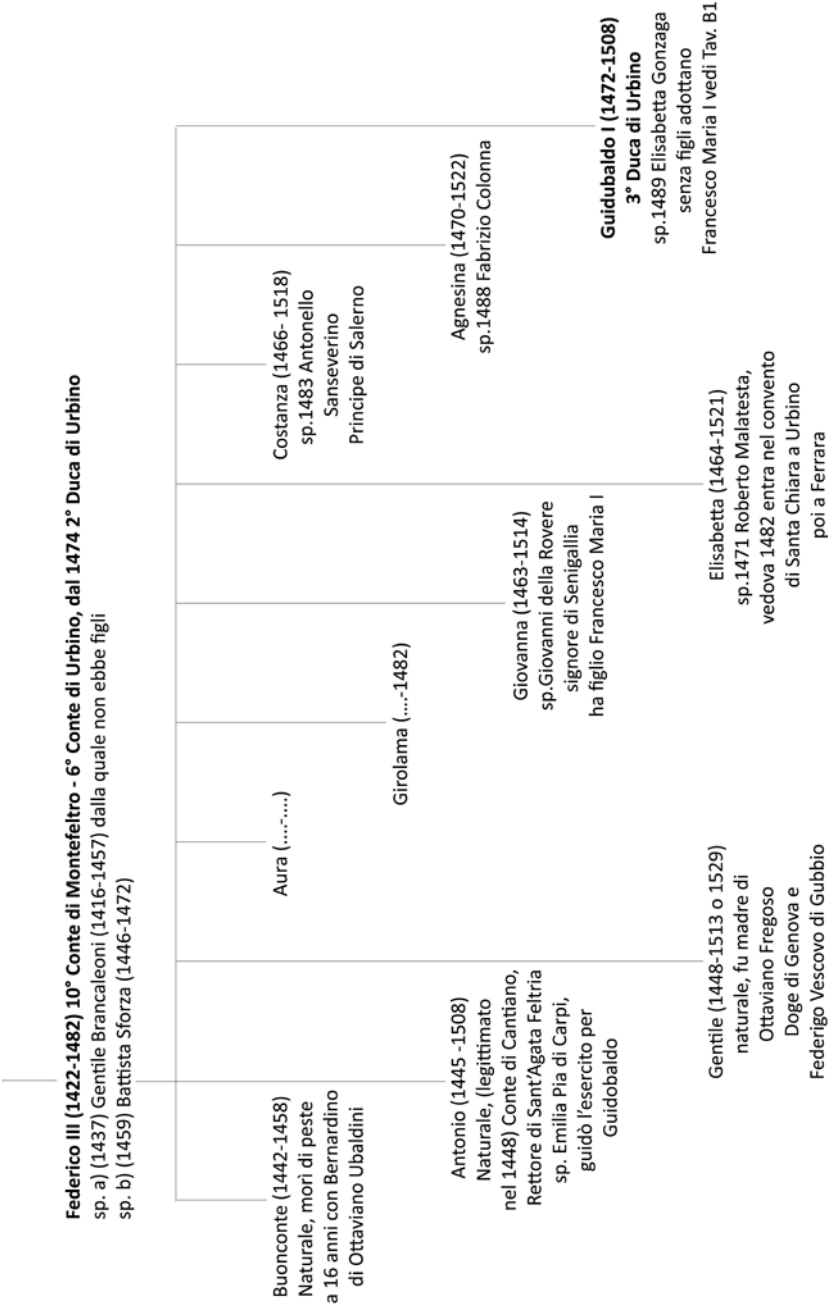 Federico III (1422-1482) 10° Conte di Montefeltro - 6° Conte di Urbino, dal 1474 2° Duca di Urbino
sp. a) (1437) Gentile Brancaleoni (1416-1457) dalla quale non ebbe figli
sp. b) (1459) Battista Sforza (1446-1472)
Buonconte (1442-1458)
Naturale, mori di peste
a 16 anni con Bernardino
di Ottaviano Ubaldini
Antonio (1445 -1508)
Naturale, (legittimato
nel 1448) Conte di Cantiano,
Rettore di Sant'Agata Feltria
sp. Emilia Pia di Carpi,
guidò l'esercito per
Guidobaldo
Gentile (1448-1513 o 1529)
naturale, fu madre di
Ottaviano Fregoso
Doge di Genova e
Federigo Vescovo di Gubbio
Aura (....-....)
Girolama (....-1482)
Giovanna (1463-1514)
sp.Giovanni della Rovere
signore di Senigallia
ha figlio Francesco Maria I
Elisabetta (1464-1521)
sp.1471 Roberto Malatesta,
vedova 1482 entra nel convento
di Santa Chiara a Urbino
poi a Ferrara
Costanza (1466- 1518)
sp.1483 Antonello
Sanseverino
Principe di Salerno
Agnesina (1470-1522)
sp.1488 Fabrizio Colonna
Guidubaldo I (1472-1508)
3° Duca di Urbino
sp.1489 Elisabetta Gonzaga
senza figli adottano
Francesco Maria I vedi Tav. B1